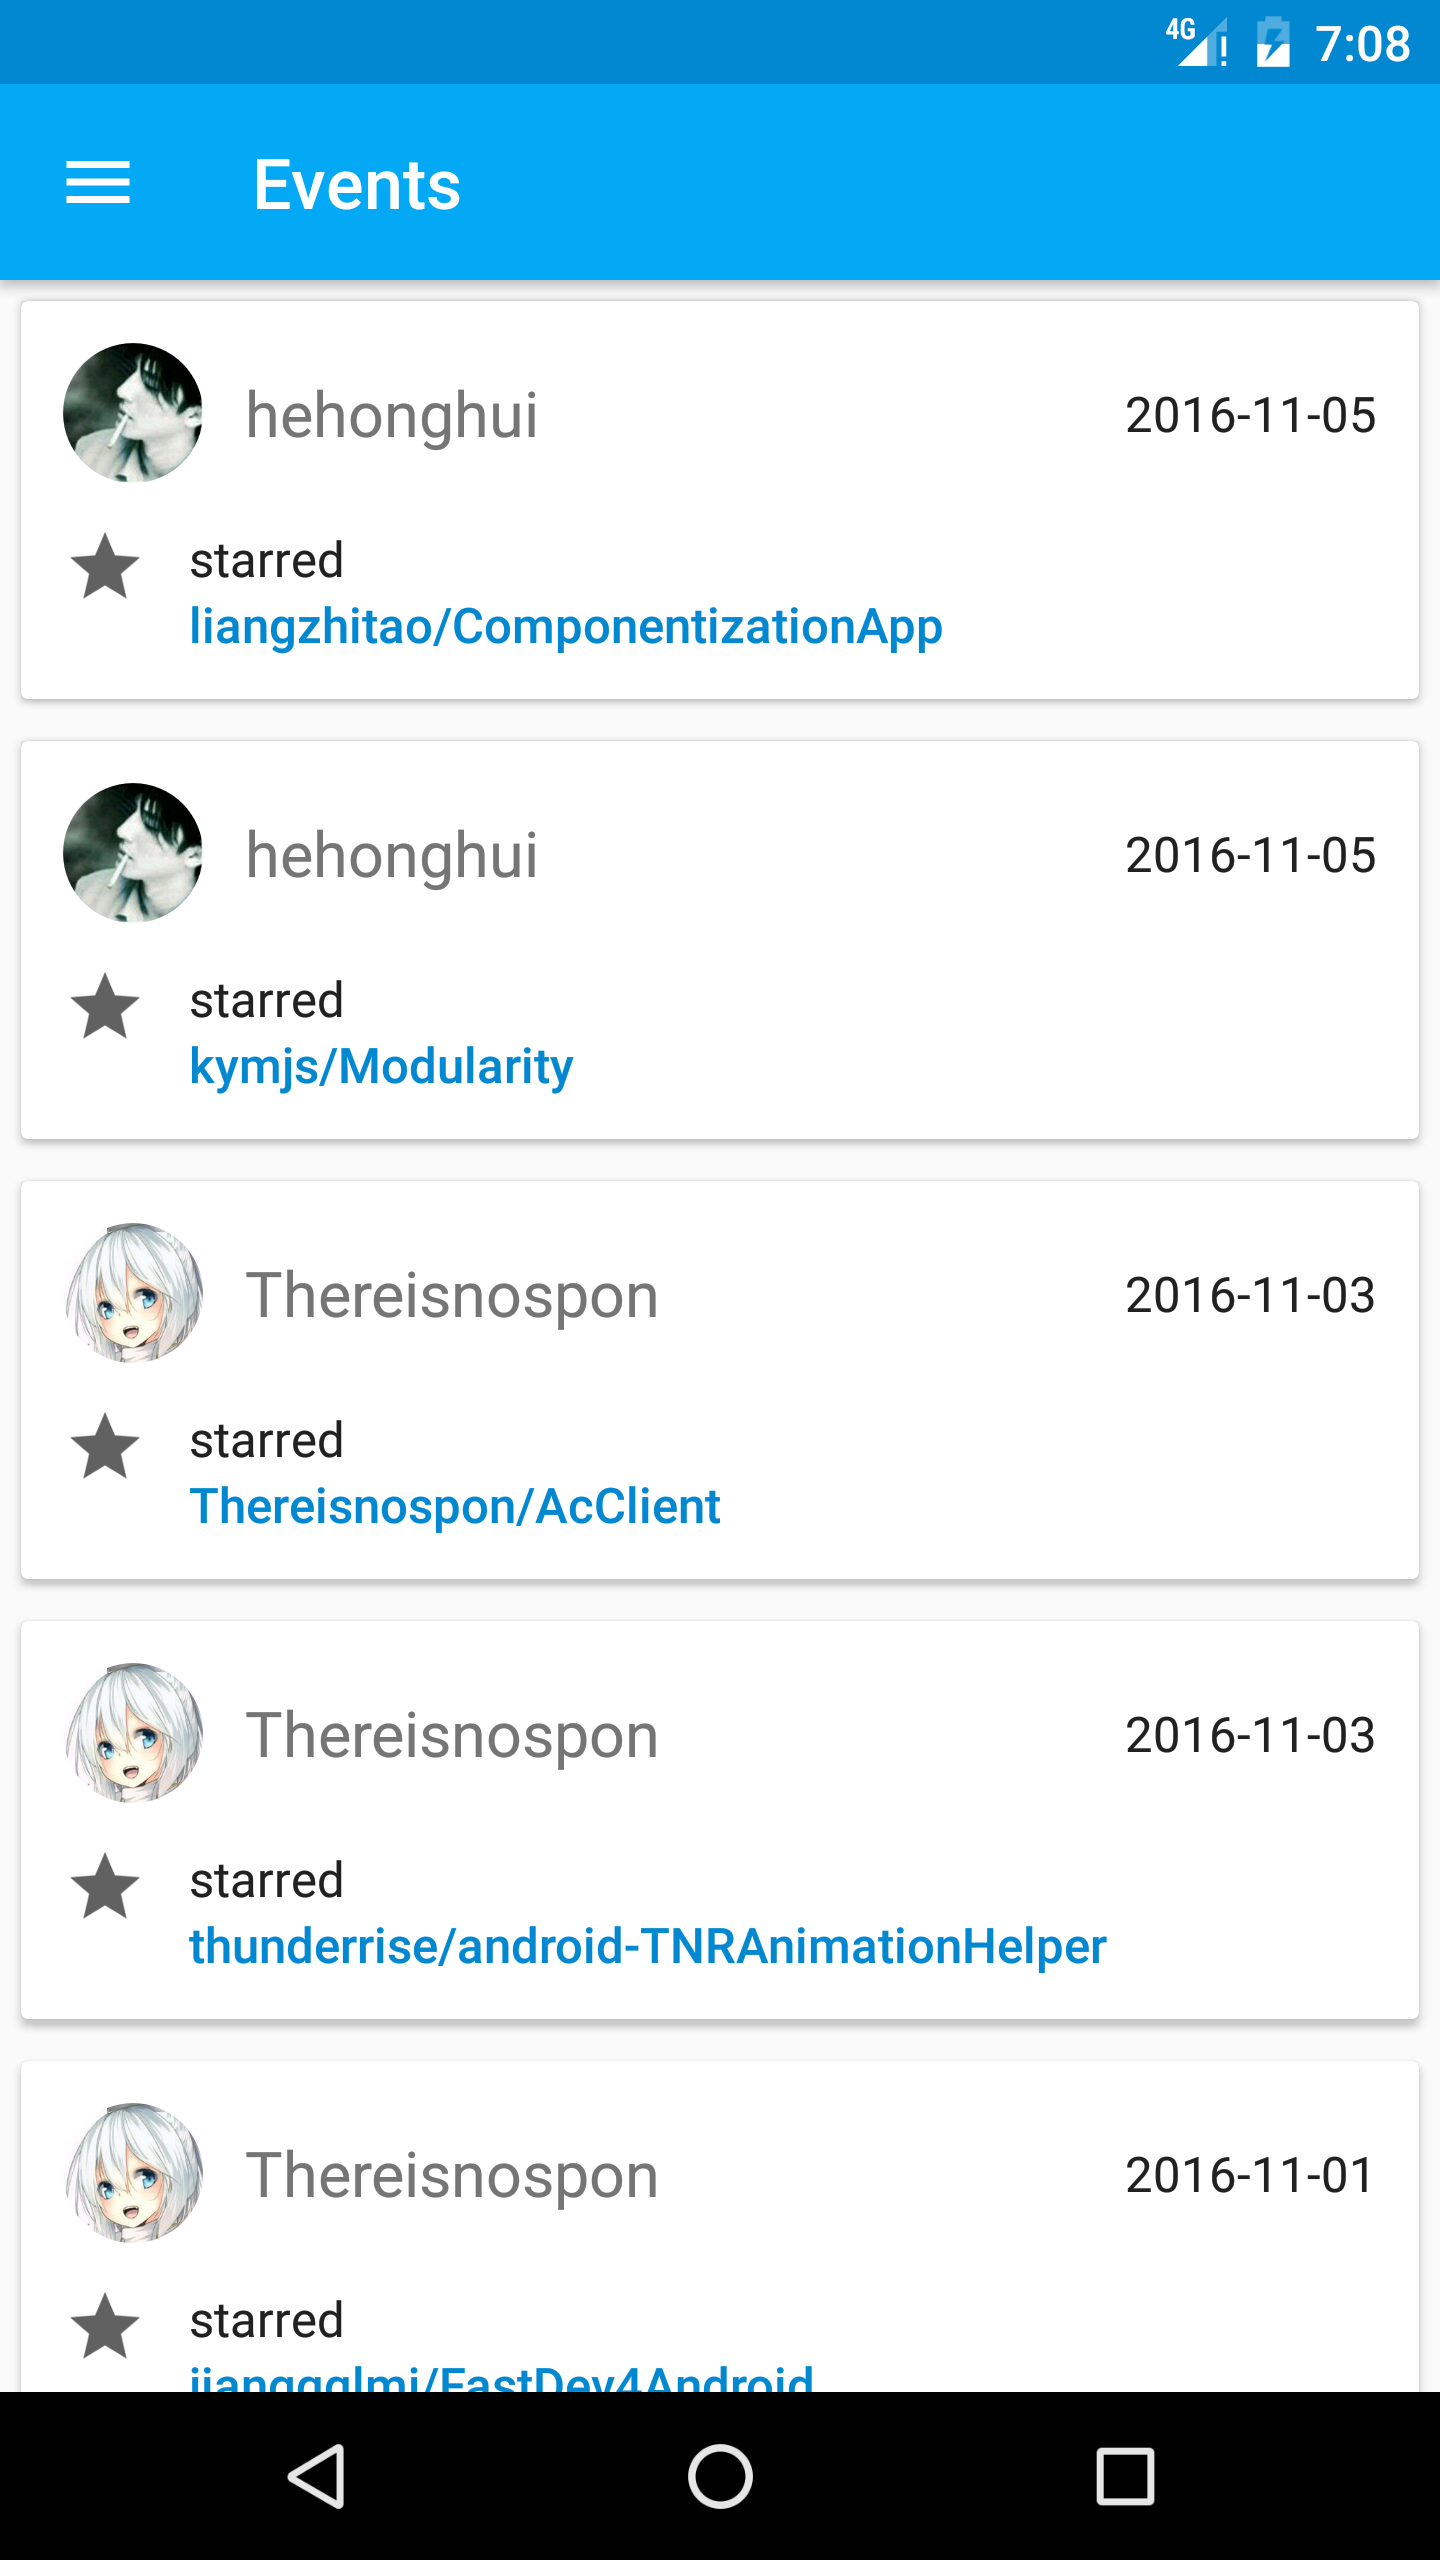 4G 7:08
Events
hehonghui 2016-11-05
starred
liangzhitao/ComponentizationApp
hehonghui 2016-11-05
starred
kymjs/Modularity
Thereisnospon 2016-11-03
starred
Thereisnospon/AcClient
Thereisnospon 2016-11-03
starred
thunderrise/android-TNRAnimationHelper
Thereisnospon 2016-11-01
starred